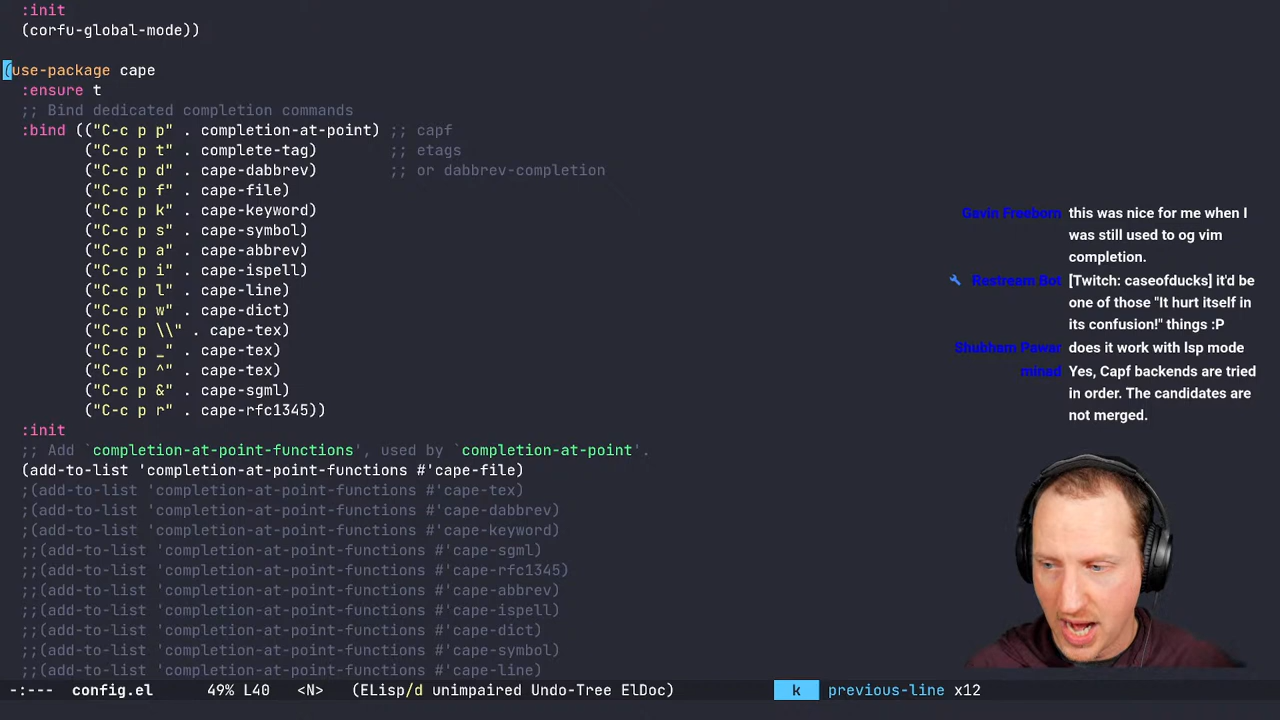 :init
(corfu-global-mode))
(use-package cape
:ensure t
;; Bind dedicated completion commands
:bind (("C-c p p" . completion-at-point) ;; capf
("C-c p t" . complete-tag) ;; etags
("C-c p d" . cape-dabbrev) ;; or dabbrev-completion
("C-c p f" . cape-file)
("C-c p k" . cape-keyword)
("C-c p s" . cape-symbol)
("C-c p a" . cape-abbrev)
("C-c p i" . cape-ispell)
("C-c p l" . cape-line)
("C-c p w" . cape-dict)
("C-c p \\" . cape-tex)
("C-c p _" . cape-tex)
("C-c p ^" . cape-tex)
("C-c p &" . cape-sgml)
("C-c p r" . cape-rfc1345))
:init
;; Add `completion-at-point-functions', used by `completion-at-point'.
(add-to-list 'completion-at-point-functions #'cape-file)
;(add-to-list 'completion-at-point-functions #'cape-tex)
;(add-to-list 'completion-at-point-functions #'cape-dabbrev)
;(add-to-list 'completion-at-point-functions #'cape-keyword)
;;(add-to-list 'completion-at-point-functions #'cape-sgml)
;;(add-to-list 'completion-at-point-functions #'cape-rfc1345)
;;(add-to-list 'completion-at-point-functions #'cape-abbrev)
;;(add-to-list 'completion-at-point-functions #'cape-ispell)
;;(add-to-list 'completion-at-point-functions #'cape-dict)
;;(add-to-list 'completion-at-point-functions #'cape-symbol)
;;(add-to-list 'completion-at-point-functions #'cape-line)
-:--- config.el 49% L40 <N> (ELisp/d unimpaired Undo-Tree ElDoc) k previous-line x12
Gavin Freeborn this was nice for me when I
was still used to og vim
completion.
Restream Bot [Twitch: caseofducks] it'd be
one of those "It hurt itself in
its confusion!" things :P
Shubham Pawar does it work with lsp mode
minad Yes, Capf backends are tried
in order. The candidates are
not merged.